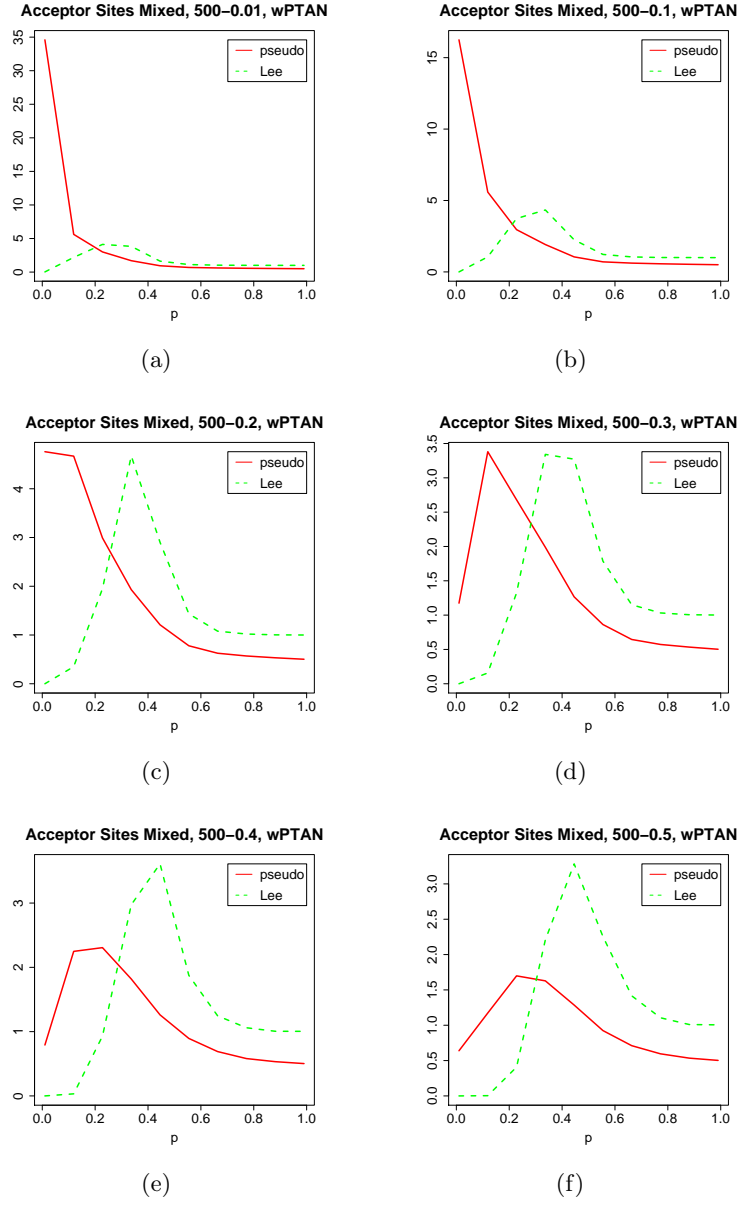 Acceptor Sites Mixed, 500−0.01, wPTAN
35
30
25
20
15
10
5
0
pseudo
Lee
0.0 0.2 0.4 0.6 0.8 1.0
p
(a)
Acceptor Sites Mixed, 500−0.1, wPTAN
15
10
5
0
pseudo
Lee
0.0 0.2 0.4 0.6 0.8 1.0
p
(b)
Acceptor Sites Mixed, 500−0.2, wPTAN
4
3
2
1
0
pseudo
Lee
0.0 0.2 0.4 0.6 0.8 1.0
p
(c)
Acceptor Sites Mixed, 500−0.3, wPTAN
3.5
3.0
2.5
2.0
1.5
1.0
0.5
0.0
pseudo
Lee
0.0 0.2 0.4 0.6 0.8 1.0
p
(d)
Acceptor Sites Mixed, 500−0.4, wPTAN
3
2
1
0
pseudo
Lee
0.0 0.2 0.4 0.6 0.8 1.0
p
(e)
Acceptor Sites Mixed, 500−0.5, wPTAN
3.0
2.5
2.0
1.5
1.0
0.5
0.0
pseudo
Lee
0.0 0.2 0.4 0.6 0.8 1.0
p
(f)